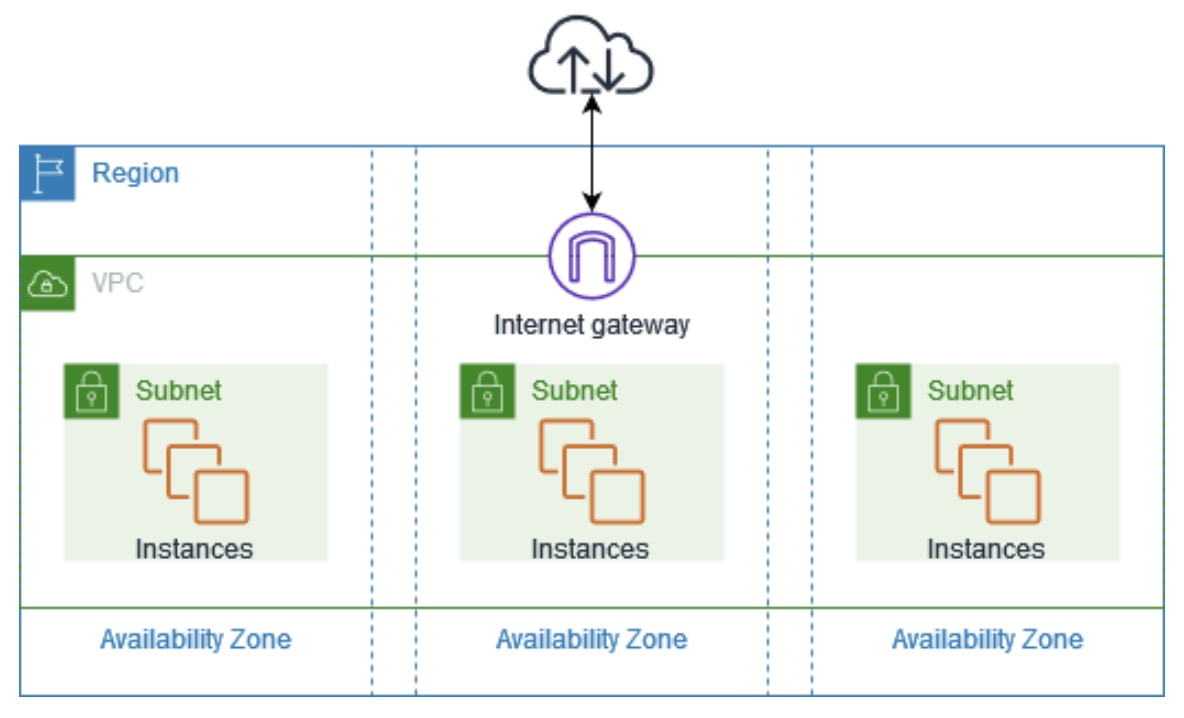 Region
VPC
Internet gateway
Subnet
Subnet
Subnet
Instances
Instances
Instances
Availability Zone
Availability Zone
Availability Zone